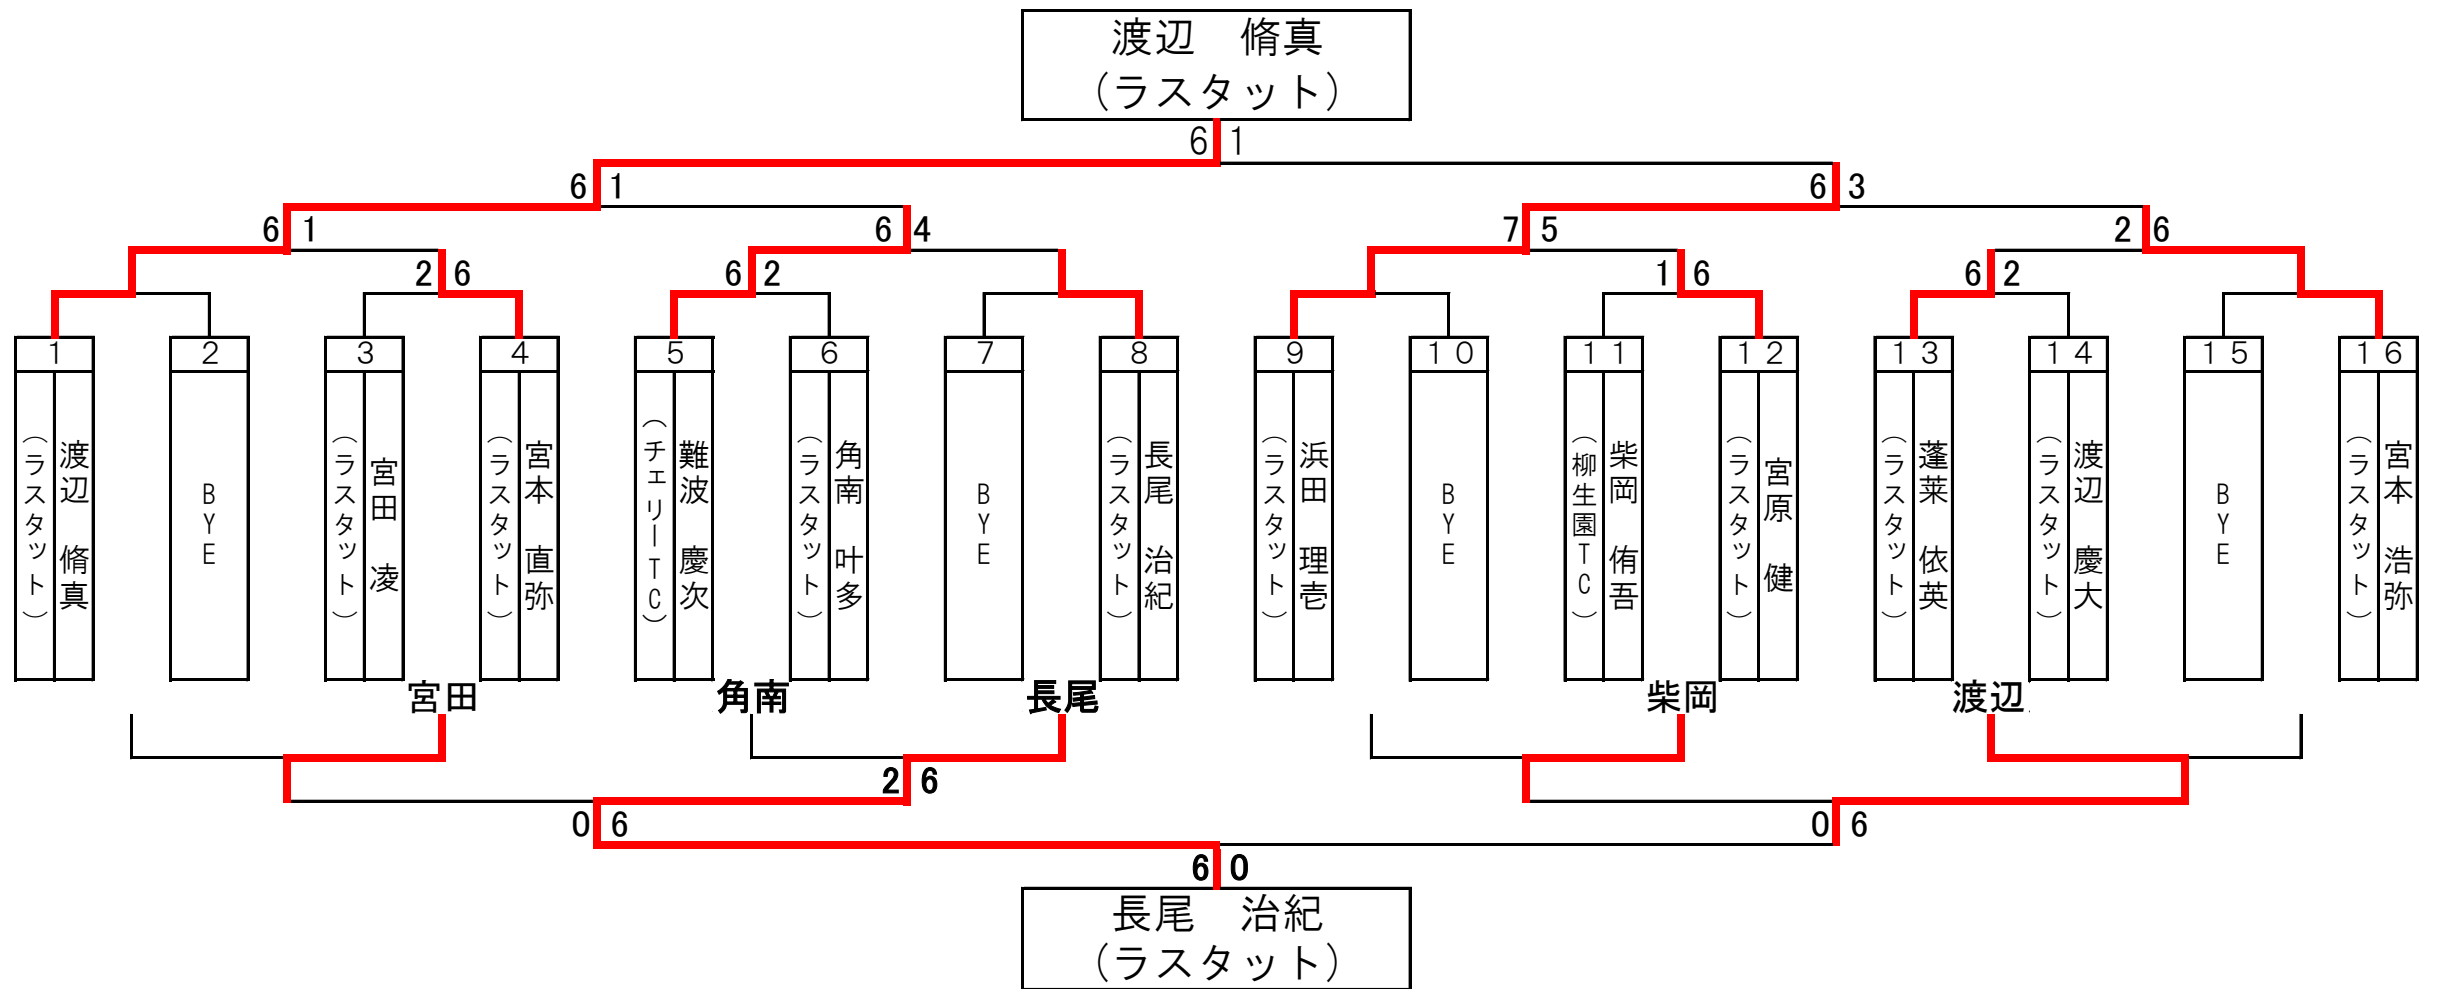 渡辺　脩真
（ラスタット）
6 1
6 1
6 3
6 1
6 4
7 5
2 6
2 6
6 2
1 6
6 2
1
2
3
4
5
6
7
8
9
10
11
12
13
14
15
16
渡辺　脩真
（ラスタット）
BYE
宮田　凌
（ラスタット）
宮本　直弥
（ラスタット）
難波　慶次
（チェリーTC）
角南　叶多
（ラスタット）
BYE
長尾　治紀
（ラスタット）
浜田　理壱
（ラスタット）
BYE
柴岡　侑吾
（柳生園TC）
宮原　健
（ラスタット）
蓬莱　依英
（ラスタット）
渡辺　慶大
（ラスタット）
BYE
宮本　浩弥
（ラスタット）
宮田
角南
長尾
柴岡
渡辺
2 6
0 6
0 6
6 0
長尾　治紀
（ラスタット）